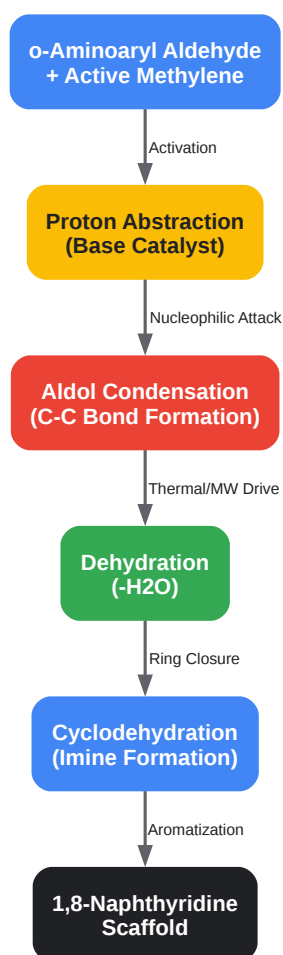 o-Aminoaryl Aldehyde
+ Active Methylene
Activation
Proton Abstraction
(Base Catalyst)
Nucleophilic Attack
Aldol Condensation
(C-C Bond Formation)
Thermal/MW Drive
Dehydration
(-H2O)
Ring Closure
Cyclodehydration
(Imine Formation)
Aromatization
1,8-Naphthyridine
Scaffold